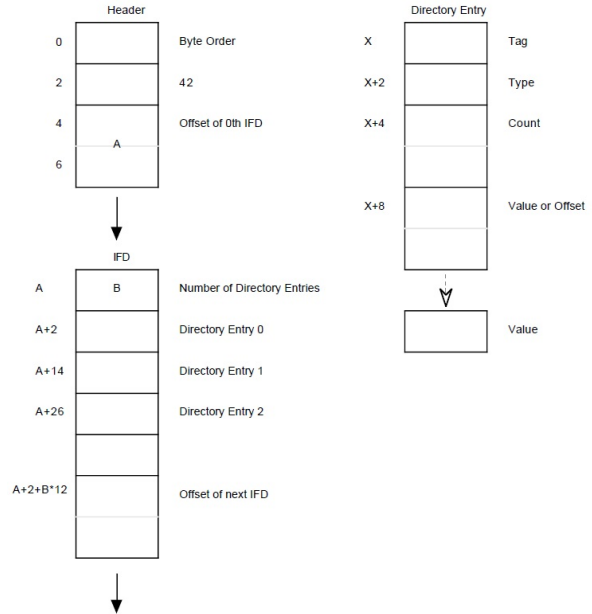 Header
0 Byte Order
2 42
4 Offset of 0th IFD
A
6
IFD
A B Number of Directory Entries
A+2 Directory Entry 0
A+14 Directory Entry 1
A+26 Directory Entry 2
A+2+B*12 Offset of next IFD
Directory Entry
X Tag
X+2 Type
X+4 Count
X+8 Value or Offset
Value